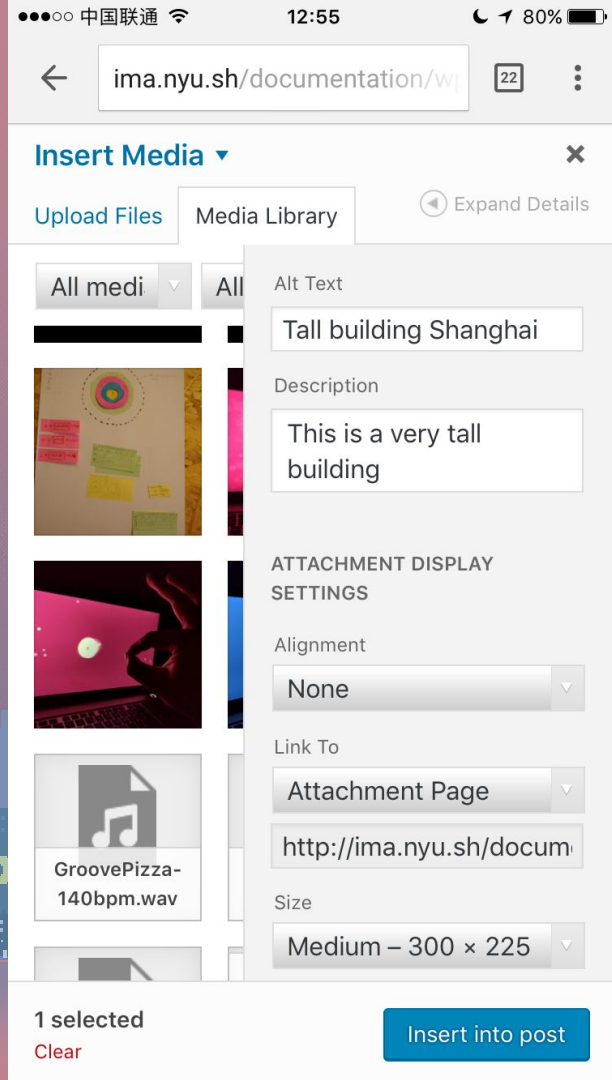 中国联通 12:55 80%
ima.nyu.sh/documentation/wp 22
Insert Media
Upload Files Media Library Expand Details
All medi All
Alt Text
Tall building Shanghai
Description
This is a very tall
building
ATTACHMENT DISPLAY
SETTINGS
Alignment
None
Link To
Attachment Page
http://ima.nyu.sh/docum
Size
Medium – 300 × 225
GroovePizza-
140bpm.wav
1 selected
Clear
Insert into post